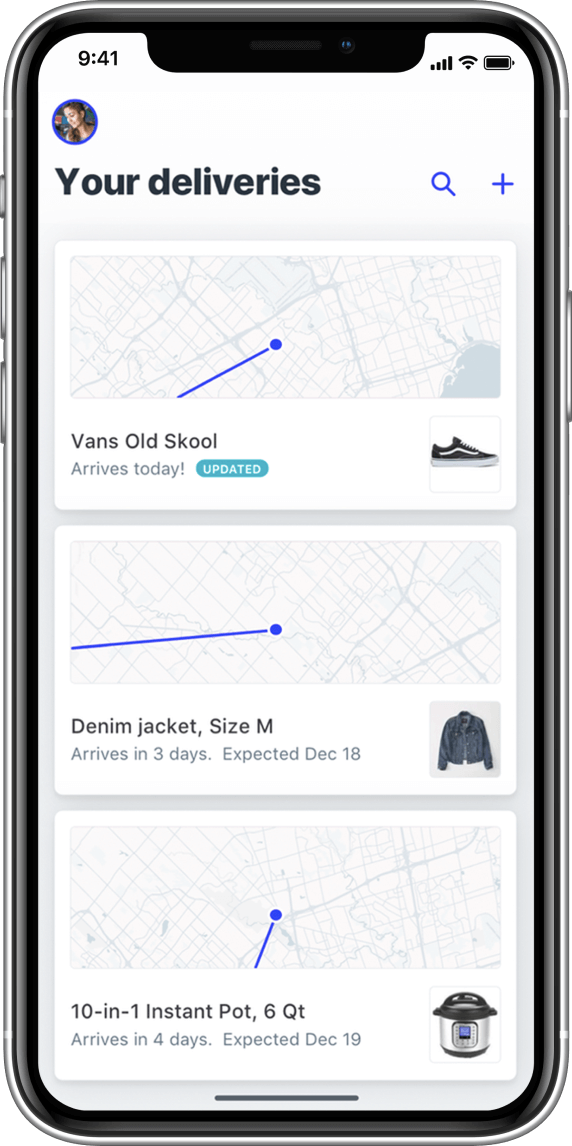 9:41
Your deliveries
Vans Old Skool
Arrives today! UPDATED
Denim jacket, Size M
Arrives in 3 days. Expected Dec 18
10-in-1 Instant Pot, 6 Qt
Arrives in 4 days. Expected Dec 19